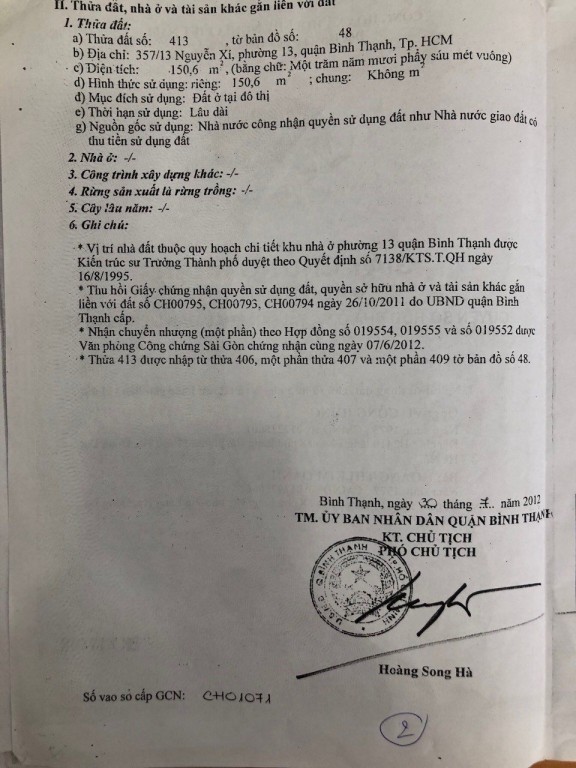 II. Thửa đất, nhà ở và tài sản khác gắn liền với đất
1. Thửa đất:
a) Thửa đất số: 413 , tờ bản đồ số: 48
b) Địa chỉ: 357/13 Nguyễn Xí, phường 13, quận Bình Thạnh, Tp. HCM
c) Diện tích: 150,6 m², (bằng chữ: Một trăm năm mươi phẩy sáu mét vuông)
d) Hình thức sử dụng: riêng: 150,6 m² ; chung: Không m²
đ) Mục đích sử dụng: Đất ở tại đô thị
e) Thời hạn sử dụng: Lâu dài
g) Nguồn gốc sử dụng: Nhà nước công nhận quyền sử dụng đất như Nhà nước giao đất có
thu tiền sử dụng đất
2. Nhà ở: -/-
3. Công trình xây dựng khác: -/-
4. Rừng sản xuất là rừng trồng: -/-
5. Cây lâu năm: -/-
6. Ghi chú:
* Vị trí nhà đất thuộc quy hoạch chi tiết khu nhà ở phường 13 quận Bình Thạnh được
Kiến trúc sư Trưởng Thành phố duyệt theo Quyết định số 7138/KTS.T.QH ngày
16/8/1995.
* Thu hồi Giấy chứng nhận quyền sử dụng đất, quyền sở hữu nhà ở và tài sản khác gắn
liền với đất số CH00795, CH00793, CH00794 ngày 26/10/2011 do UBND quận Bình
Thạnh cấp.
* Nhận chuyển nhượng (một phần) theo Hợp đồng số 019554, 019555 và số 019552 được
Văn phòng Công chứng Sài Gòn chứng nhận cùng ngày 07/6/2012.
* Thửa 413 được nhập từ thửa 406, một phần thửa 407 và một phần 409 tờ bản đồ số 48.
Bình Thạnh, ngày 30 tháng 7.. năm 2012
TM. ỦY BAN NHÂN DÂN QUẬN BÌNH THẠNH
KT. CHỦ TỊCH
PHÓ CHỦ TỊCH
U.B.N.D Q.BÌNH THẠNH
Hoàng Song Hà
Số vào sổ cấp GCN: CH01071
2